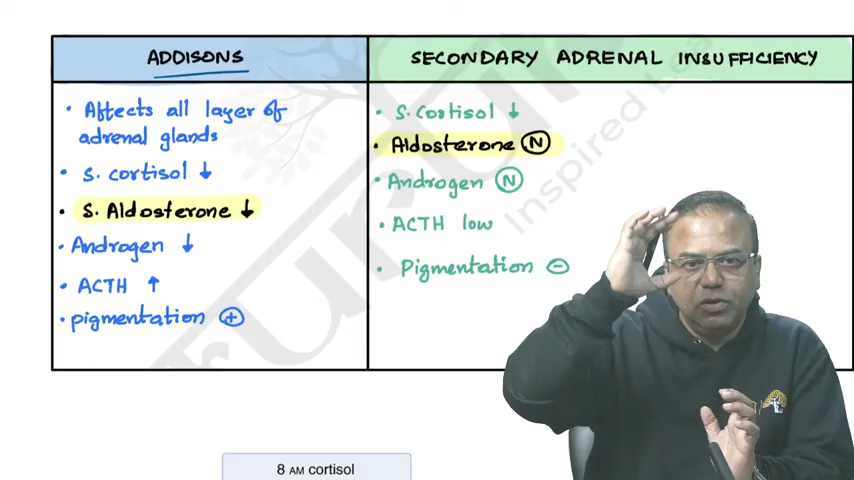 ADDISONS
SECONDARY ADRENAL INSUFFICIENCY
• Affects all layer of
adrenal glands
• S. cortisol ↓
• S. Aldosterone ↓
• Androgen ↓
• ACTH ↑
• pigmentation +
• S. Cortisol ↓
• Aldosterone N
• Androgen N
• ACTH low
• Pigmentation -
Inspired
8 AM cortisol